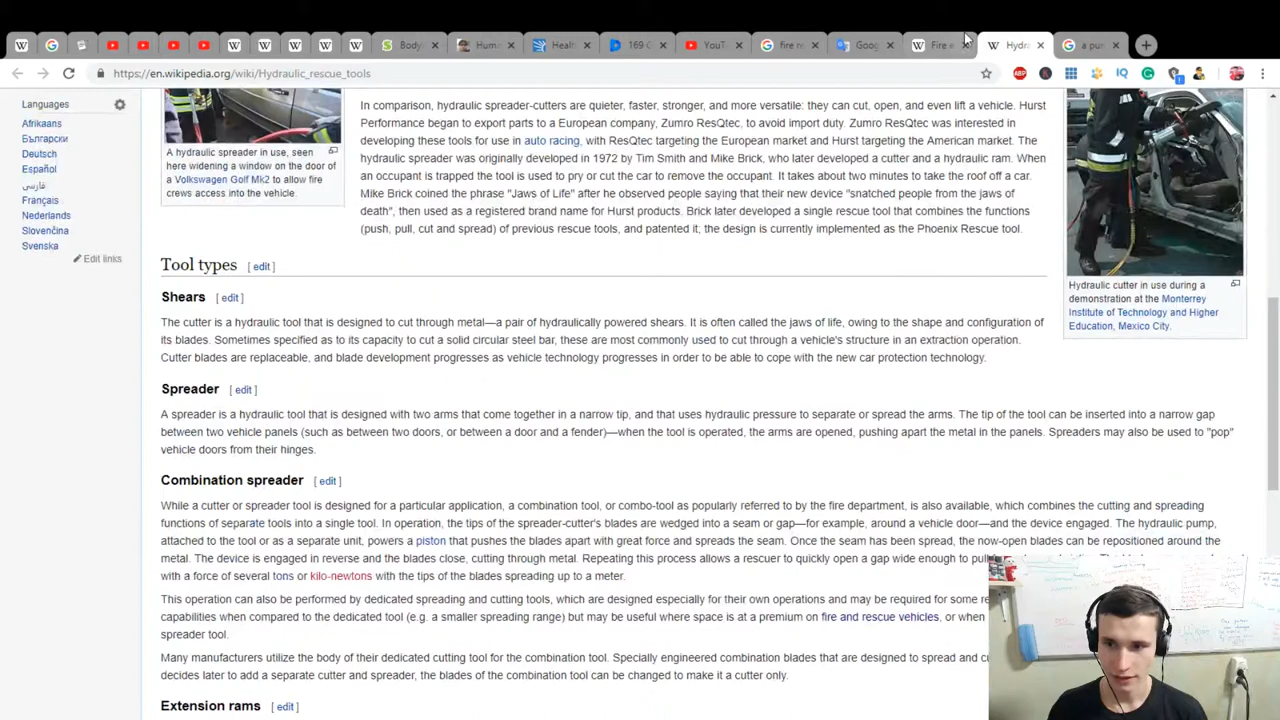 Body
Hum
Healt
169 G
YouT
fire re
Goog
Fire e
Hydra
a pu
https://en.wikipedia.org/wiki/Hydraulic_rescue_tools
Languages
Afrikaans
Български
Deutsch
Español
فارسی
Français
Nederlands
Slovenčina
Svenska
Edit links
A hydraulic spreader in use, seen
here widening a window on the door of
a Volkswagen Golf Mk2 to allow fire
crews access into the vehicle.
In comparison, hydraulic spreader-cutters are quieter, faster, stronger, and more versatile: they can cut, open, and even lift a vehicle. Hurst
Performance began to export parts to a European company, Zumro ResQtec, to avoid import duty. Zumro ResQtec was interested in
developing these tools for use in auto racing, with ResQtec targeting the European market and Hurst targeting the American market. The
hydraulic spreader was originally developed in 1972 by Tim Smith and Mike Brick, who later developed a cutter and a hydraulic ram. When
an occupant is trapped the tool is used to pry or cut the car to remove the occupant. It takes about two minutes to take the roof off a car.
Mike Brick coined the phrase "Jaws of Life" after he observed people saying that their new device "snatched people from the jaws of
death", then used as a registered brand name for Hurst products. Brick later developed a single rescue tool that combines the functions
(push, pull, cut and spread) of previous rescue tools, and patented it, the design is currently implemented as the Phoenix Rescue tool.
Hydraulic cutter in use during a
demonstration at the Monterrey
Institute of Technology and Higher
Education, Mexico City.
Tool types [ edit ]
Shears [ edit ]
The cutter is a hydraulic tool that is designed to cut through metal—a pair of hydraulically powered shears. It is often called the jaws of life, owing to the shape and configuration of
its blades. Sometimes specified as to its capacity to cut a solid circular steel bar, these are most commonly used to cut through a vehicle's structure in an extraction operation.
Cutter blades are replaceable, and blade development progresses as vehicle technology progresses in order to be able to cope with the new car protection technology.
Spreader [ edit ]
A spreader is a hydraulic tool that is designed with two arms that come together in a narrow tip, and that uses hydraulic pressure to separate or spread the arms. The tip of the tool can be inserted into a narrow gap
between two vehicle panels (such as between two doors, or between a door and a fender)—when the tool is operated, the arms are opened, pushing apart the metal in the panels. Spreaders may also be used to "pop"
vehicle doors from their hinges.
Combination spreader [ edit ]
While a cutter or spreader tool is designed for a particular application, a combination tool, or combo-tool as popularly referred to by the fire department, is also available, which combines the cutting and spreading
functions of separate tools into a single tool. In operation, the tips of the spreader-cutter's blades are wedged into a seam or gap—for example, around a vehicle door—and the device engaged. The hydraulic pump,
attached to the tool or as a separate unit, powers a piston that pushes the blades apart with great force and spreads the seam. Once the seam has been spread, the now-open blades can be repositioned around the
metal. The device is engaged in reverse and the blades close, cutting through metal. Repeating this process allows a rescuer to quickly open a gap wide enough to pull
with a force of several tons or kilo-newtons with the tips of the blades spreading up to a meter.
This operation can also be performed by dedicated spreading and cutting tools, which are designed especially for their own operations and may be required for some re
capabilities when compared to the dedicated tool (e.g. a smaller spreading range) but may be useful where space is at a premium on fire and rescue vehicles, or when
spreader tool.
Many manufacturers utilize the body of their dedicated cutting tool for the combination tool. Specially engineered combination blades that are designed to spread and c
decides later to add a separate cutter and spreader, the blades of the combination tool can be changed to make it a cutter only.
Extension rams [ edit ]